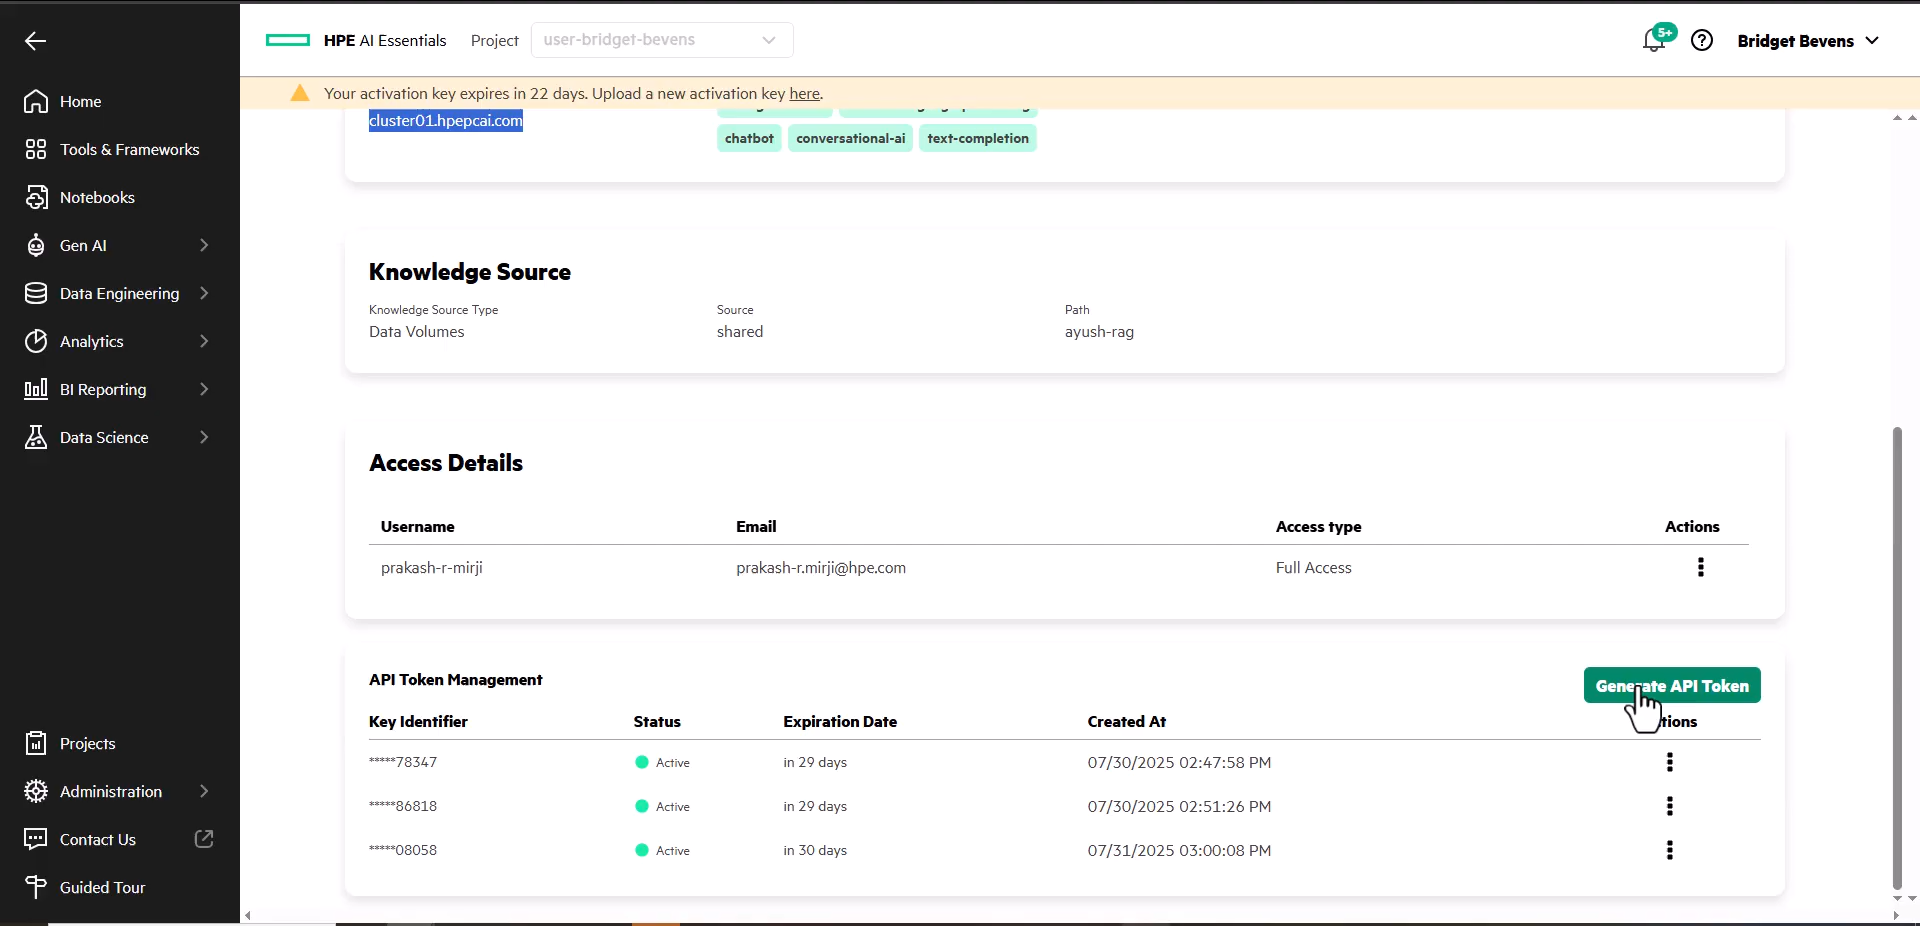 HPE AI Essentials
Project
user-bridget-bevens
5+
Bridget Bevens
Your activation key expires in 22 days. Upload a new activation key here.
Home
Tools & Frameworks
Notebooks
Gen AI
Data Engineering
Analytics
BI Reporting
Data Science
Projects
Administration
Contact Us
Guided Tour
cluster01.hpepcai.com
chatbot
conversational-ai
text-completion
Knowledge Source
Knowledge Source Type
Source
Path
Data Volumes
shared
ayush-rag
Access Details
Username
Email
Access type
Actions
prakash-r-mirji
prakash-r.mirji@hpe.com
Full Access
API Token Management
Generate API Token
Key Identifier
Status
Expiration Date
Created At
*****78347
Active
in 29 days
07/30/2025 02:47:58 PM
*****86818
Active
in 29 days
07/30/2025 02:51:26 PM
*****08058
Active
in 30 days
07/31/2025 03:00:08 PM